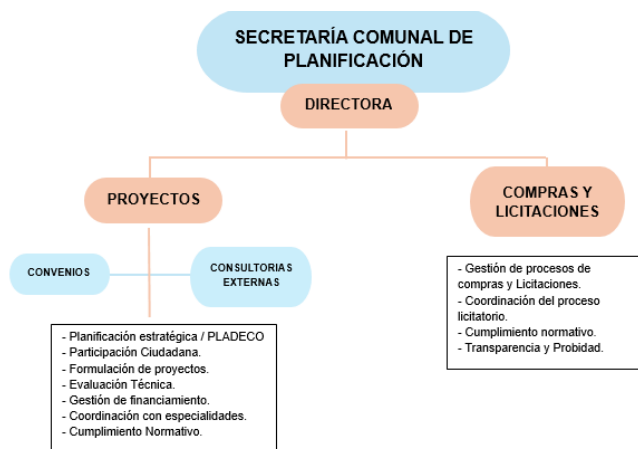 SECRETARÍA COMUNAL DE
PLANIFICACIÓN
DIRECTORA
PROYECTOS
COMPRAS Y
LICITACIONES
CONVENIOS
CONSULTORIAS
EXTERNAS
- Planificación estratégica / PLADECO
- Participación Ciudadana.
- Formulación de proyectos.
- Evaluación Técnica.
- Gestión de financiamiento.
- Coordinación con especialidades.
- Cumplimiento Normativo.
- Gestión de procesos de
compras y Licitaciones.
- Coordinación del proceso
licitatorio.
- Cumplimiento normativo.
- Transparencia y Probidad.